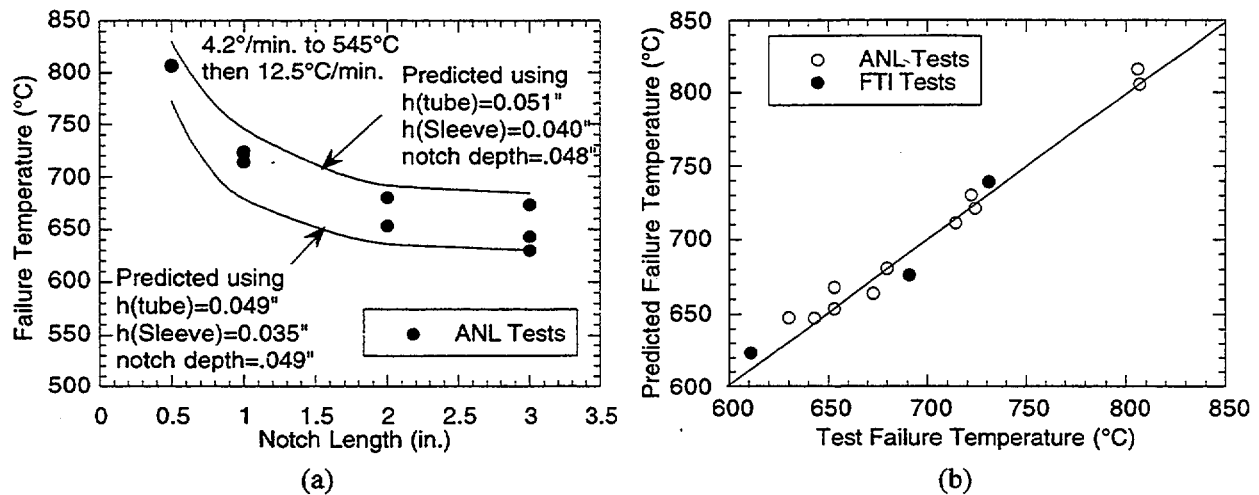 850
800
750
700
650
600
550
500
Failure Temperature (°C)
4.2°/min. to 545°C
then 12.5°C/min.
Predicted using
h(tube)=0.051"
h(Sleeve)=0.040"
notch depth=.048"
Predicted using
h(tube)=0.049"
h(Sleeve)=0.035"
notch depth=.049"
ANL Tests
0 0.5 1 1.5 2 2.5 3 3.5
Notch Length (in.)
(a)
850
800
750
700
650
600
Predicted Failure Temperature (°C)
ANL Tests
FTI Tests
600 650 700 750 800 850
Test Failure Temperature (°C)
(b)